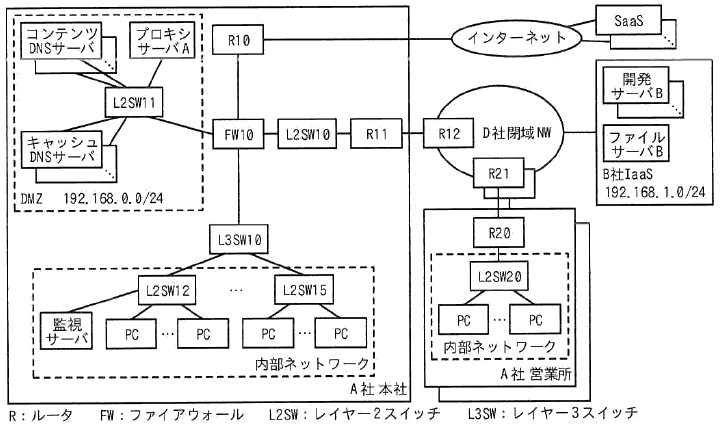 コンテンツ
DNSサーバ
プロキシ
サーバA
L2SW11
キャッシュ
DNSサーバ
DMZ 192.168.0.0/24
R10
インターネット
SaaS
FW10
L2SW10
R11
R12
D社閉域NW
R21
開発
サーバB
ファイル
サーバB
B社IaaS
192.168.1.0/24
L3SW10
L2SW12
…
L2SW15
監視
サーバ
PC … PC
PC … PC
内部ネットワーク
A社 本社
R20
L2SW20
PC … PC
内部ネットワーク
A社 営業所
R：ルータ FW：ファイアウォール L2SW：レイヤー2スイッチ L3SW：レイヤー3スイッチ